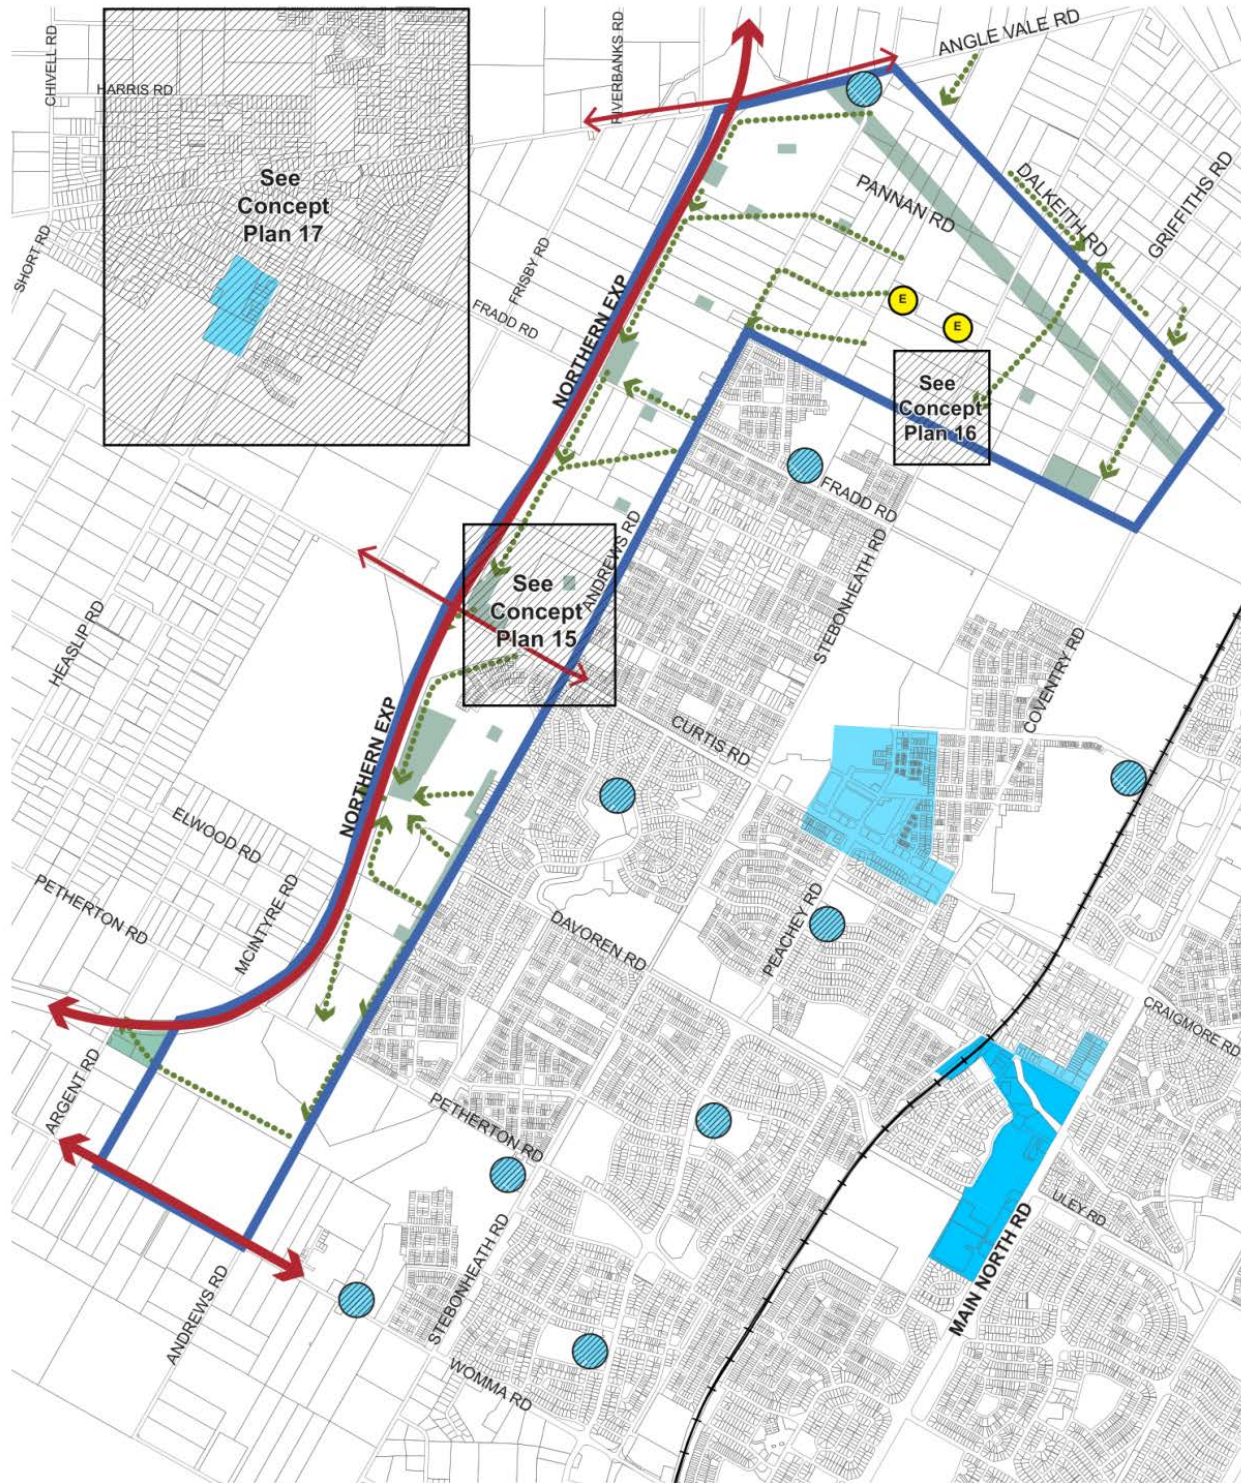 ANGLE VALE RD
CHIVELL RD
RIVERBANKS RD
HARRIS RD
See
Concept
Plan 17
PANNAN RD
DALKEITH RD
GRIFFITHS RD
SHORT RD
FRISBY RD
FRADD RD
NORTHERN EXP
E
E
See
Concept
Plan 16
FRADD RD
ANDREWS RD
See
Concept
Plan 15
STEBONHEATH RD
HEASLIP RD
COVENTRY RD
CURTIS RD
NORTHERN EXP
ELWOOD RD
PETHERTON RD
MCINTYRE RD
DAVOREN RD
PEACHEY RD
CRAIGMORE RD
ARGENT RD
PETHERTON RD
ULEY RD
STEBONHEATH RD
MAIN NORTH RD
ANDREWS RD
WOMMA RD